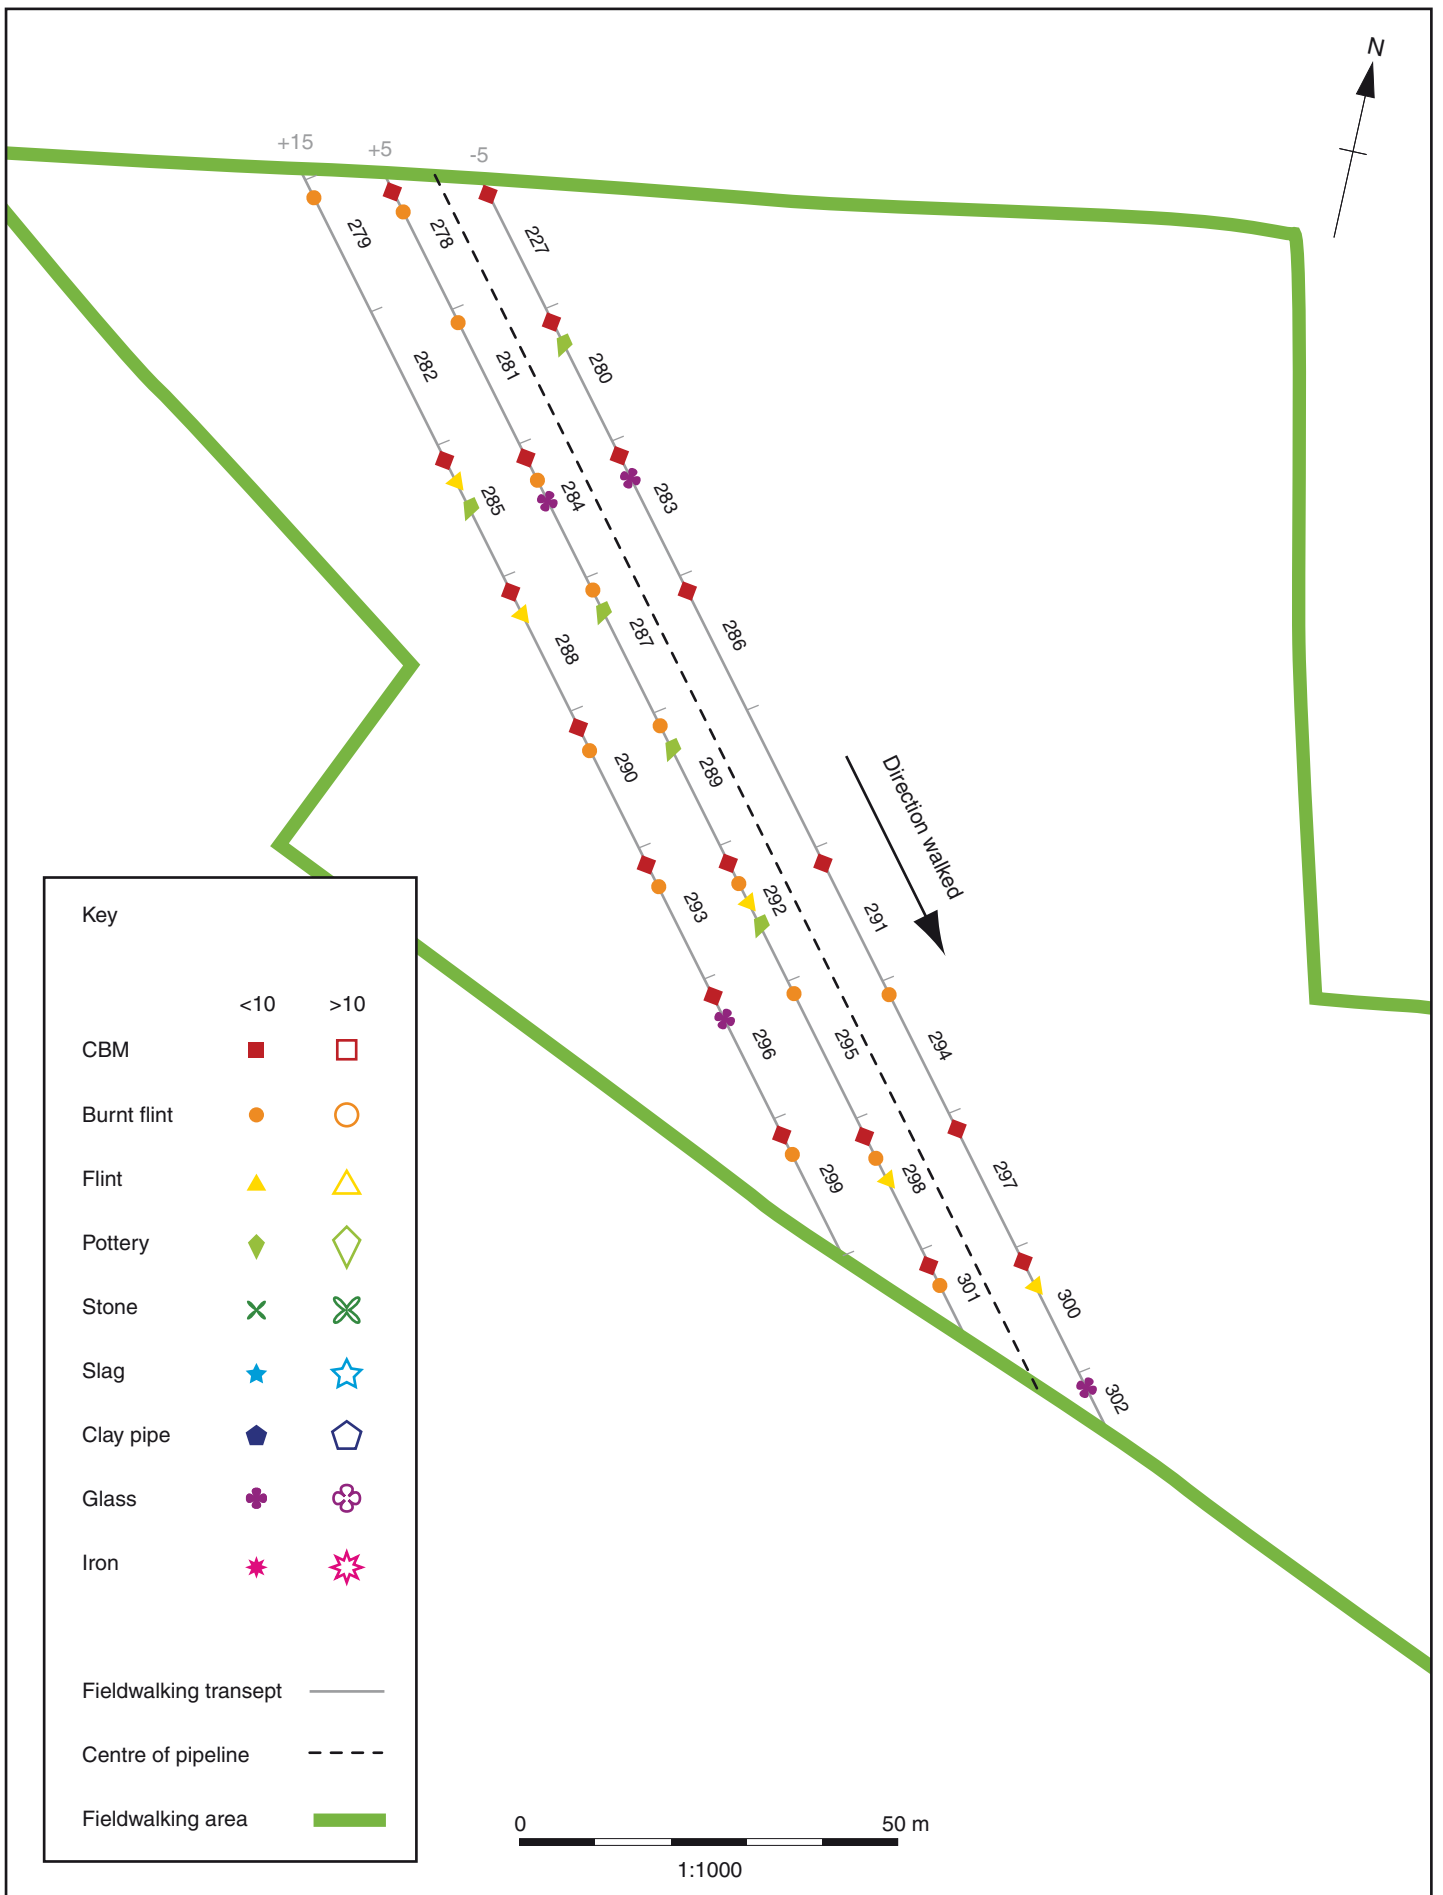 N
+15
+5
-5
279
278
227
282
281
280
285
284
283
288
287
286
290
289
Direction walked
293
292
291
296
295
294
299
298
297
301
300
302
Key
<10 >10
CBM
Burnt flint
Flint
Pottery
Stone
Slag
Clay pipe
Glass
Iron
Fieldwalking transept
Centre of pipeline
Fieldwalking area
0 50 m
1:1000